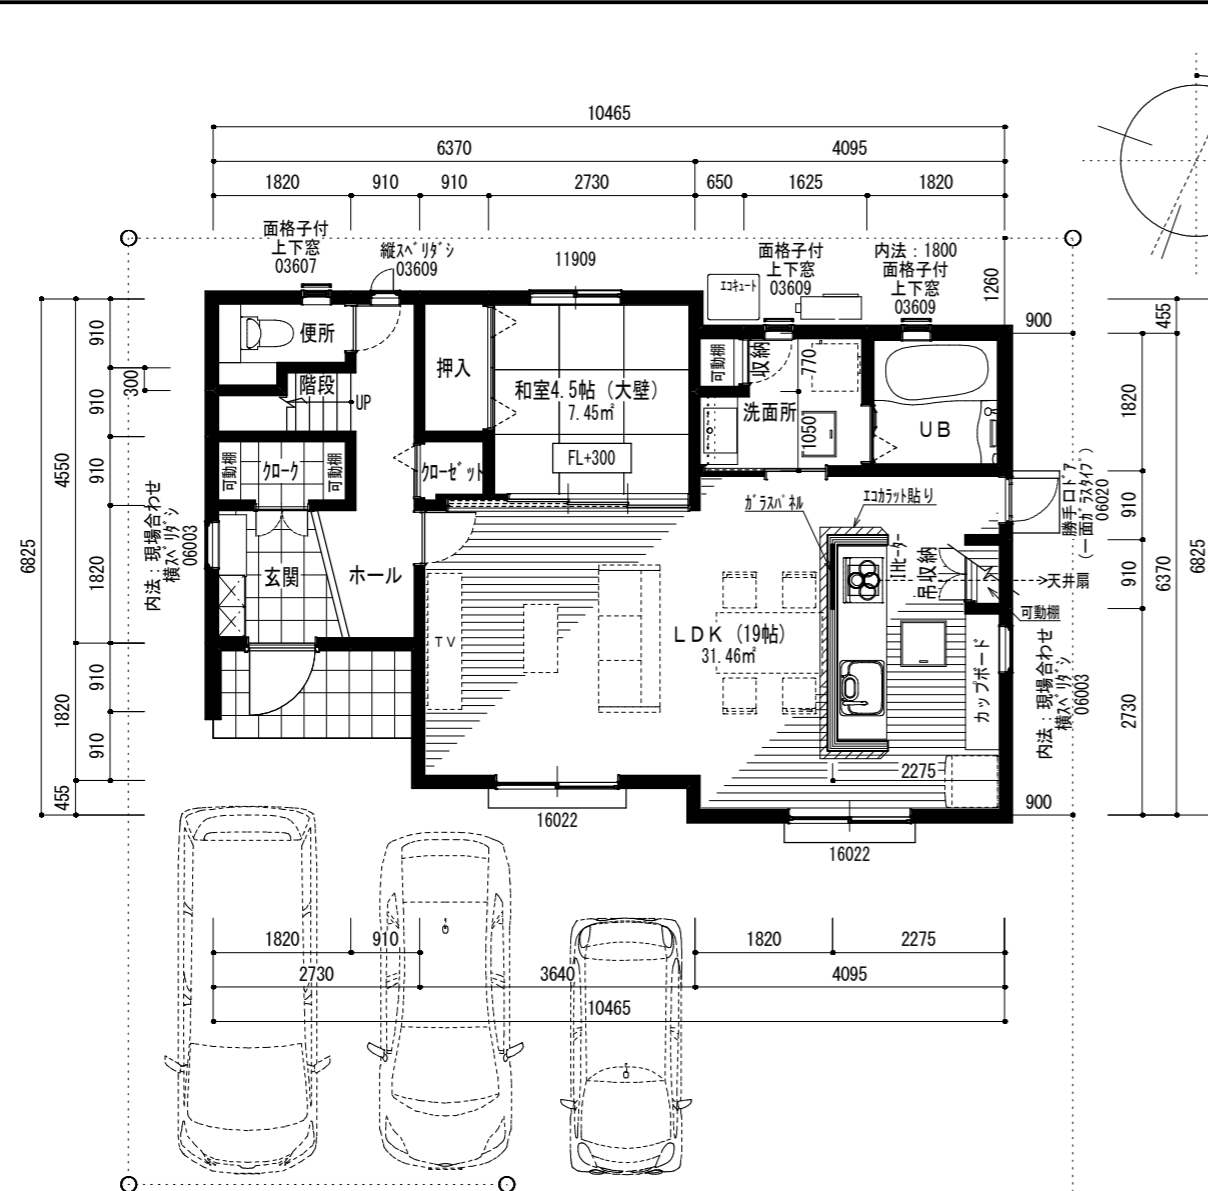 10465
6370
4095
1820
910
910
2730
650
1625
1820
面格子付
上下窓
03607
縦スベリダシ
03609
11909
面格子付
上下窓
03609
内法：1800
面格子付
上下窓
03609
1260
エコキュート
900
455
910
300
910
910
4550
1820
6825
910
1820
910
455
便所
階段
UP
押入
和室4.5帖（大壁）
7.45㎡
FL+300
可動棚
収納
770
洗面所
1050
UB
可動棚
クローク
可動棚
クローゼット
内法：現場合わせ
横スベリダシ
06003
玄関
ホール
ガラスパネル
エコカラット貼り
IHヒーター
吊収納
勝手口ドア
（一面ガラスタイプ）
06020
天井扇
可動棚
TV
LDK（19帖）
31.46㎡
カップボード
内法：現場合わせ
横スベリダシ
06003
2275
900
1820
910
910
2730
6370
6825
16022
16022
1820
910
1820
2275
2730
3640
4095
10465